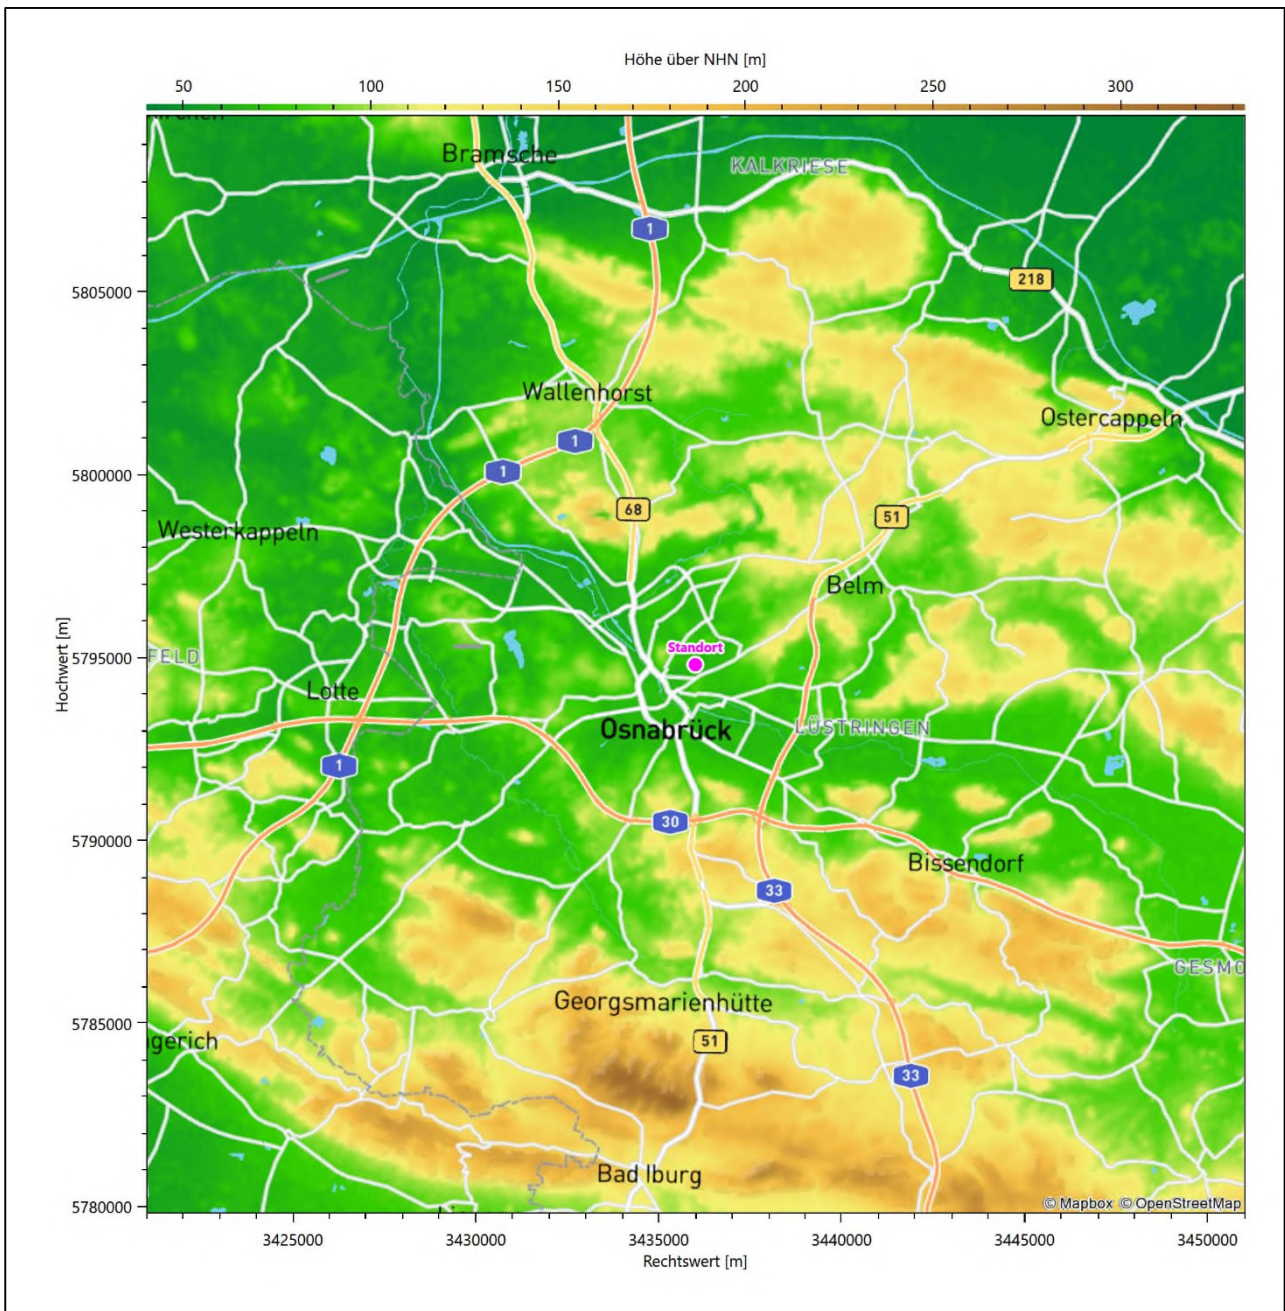 Höhe über NHN [m]
50 100 150 200 250 300
Bramsche
KALKRIESE
1
5805000
218
Wallenhorst
Ostercappeln
1
1
5800000
68
51
Westerkappeln
Belm
Standort
5795000
FELD
Lotte
Osnabrück
LÜSTRINGEN
1
Hochwert [m]
30
5790000
Bissendorf
33
GESMO
Georgsmarienhütte
5785000
gerich
51
33
Bad Iburg
5780000
© Mapbox © OpenStreetMap
3425000 3430000 3435000 3440000 3445000 3450000
Rechtswert [m]